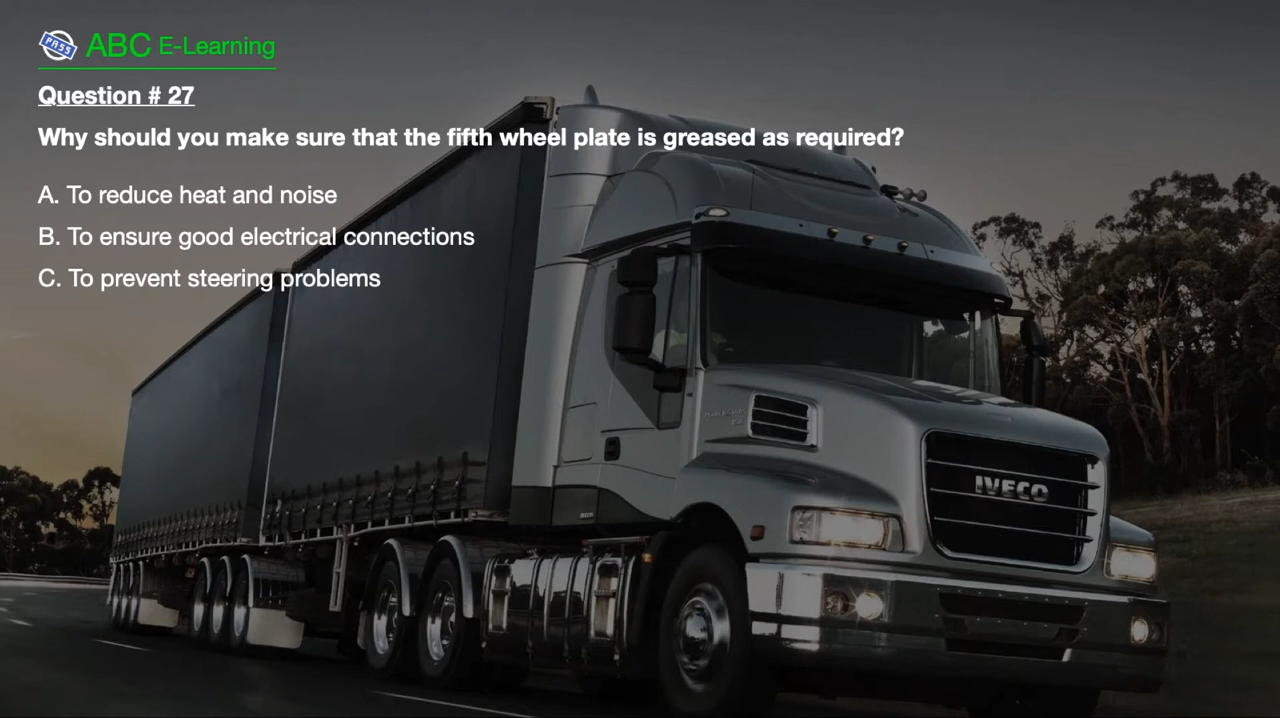 PASS
ABC E-Learning
Question # 27
Why should you make sure that the fifth wheel plate is greased as required?
A. To reduce heat and noise
B. To ensure good electrical connections
C. To prevent steering problems
IVECO